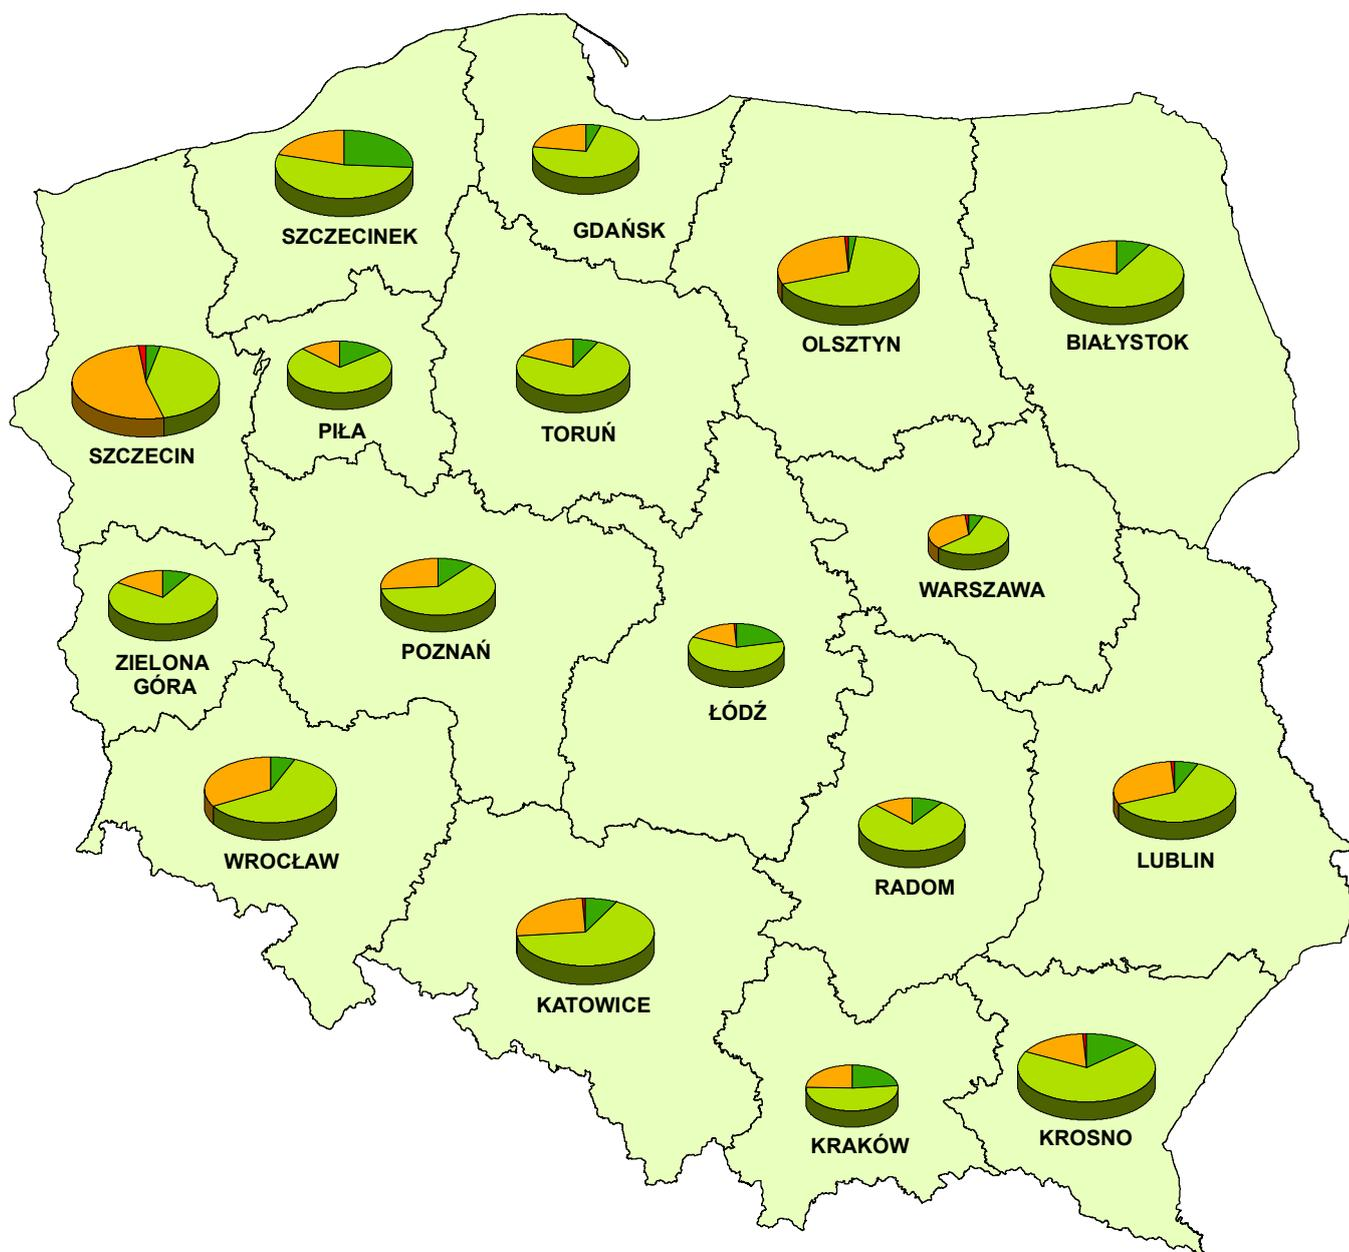 SZCZECINEK
GDAŃSK
OLSZTYN
BIAŁYSTOK
SZCZECIN
PIŁA
TORUŃ
WARSZAWA
ZIELONA
GÓRA
POZNAŃ
ŁÓDŹ
WROCŁAW
RADOM
LUBLIN
KATOWICE
KRAKÓW
KROSNO